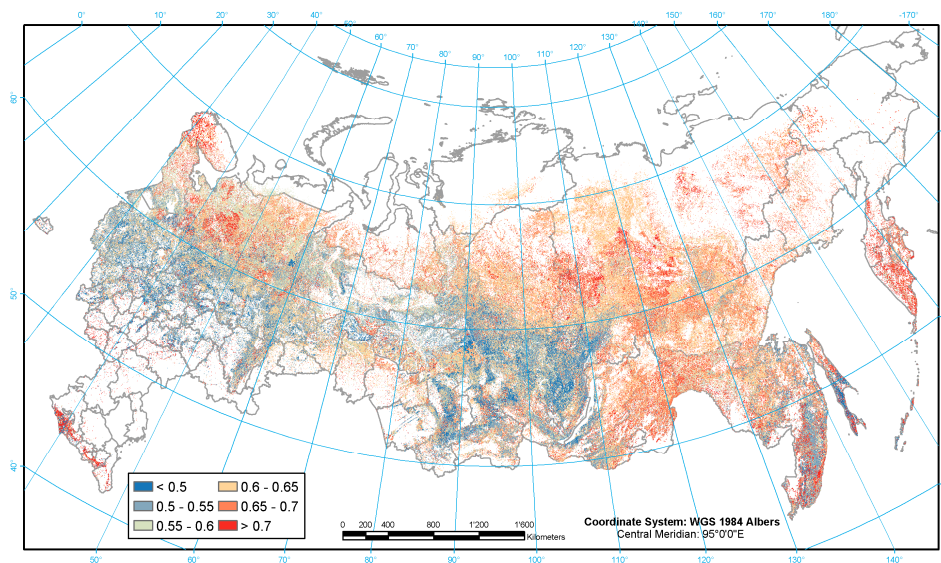 0° 10° 20° 30° 40° 50° 60° 70° 80° 90° 100° 110° 120° 130° 140° 150° 160° 170° 180° -170°
60°
50°
40°
< 0.5 0.6 - 0.65
0.5 - 0.55 0.65 - 0.7
0.55 - 0.6 > 0.7
0 200 400 800 1'200 1'600
Kilometers
Coordinate System: WGS 1984 Albers
Central Meridian: 95°0'0"E
50° 60° 70° 80° 90° 100° 110° 120° 130° 140°